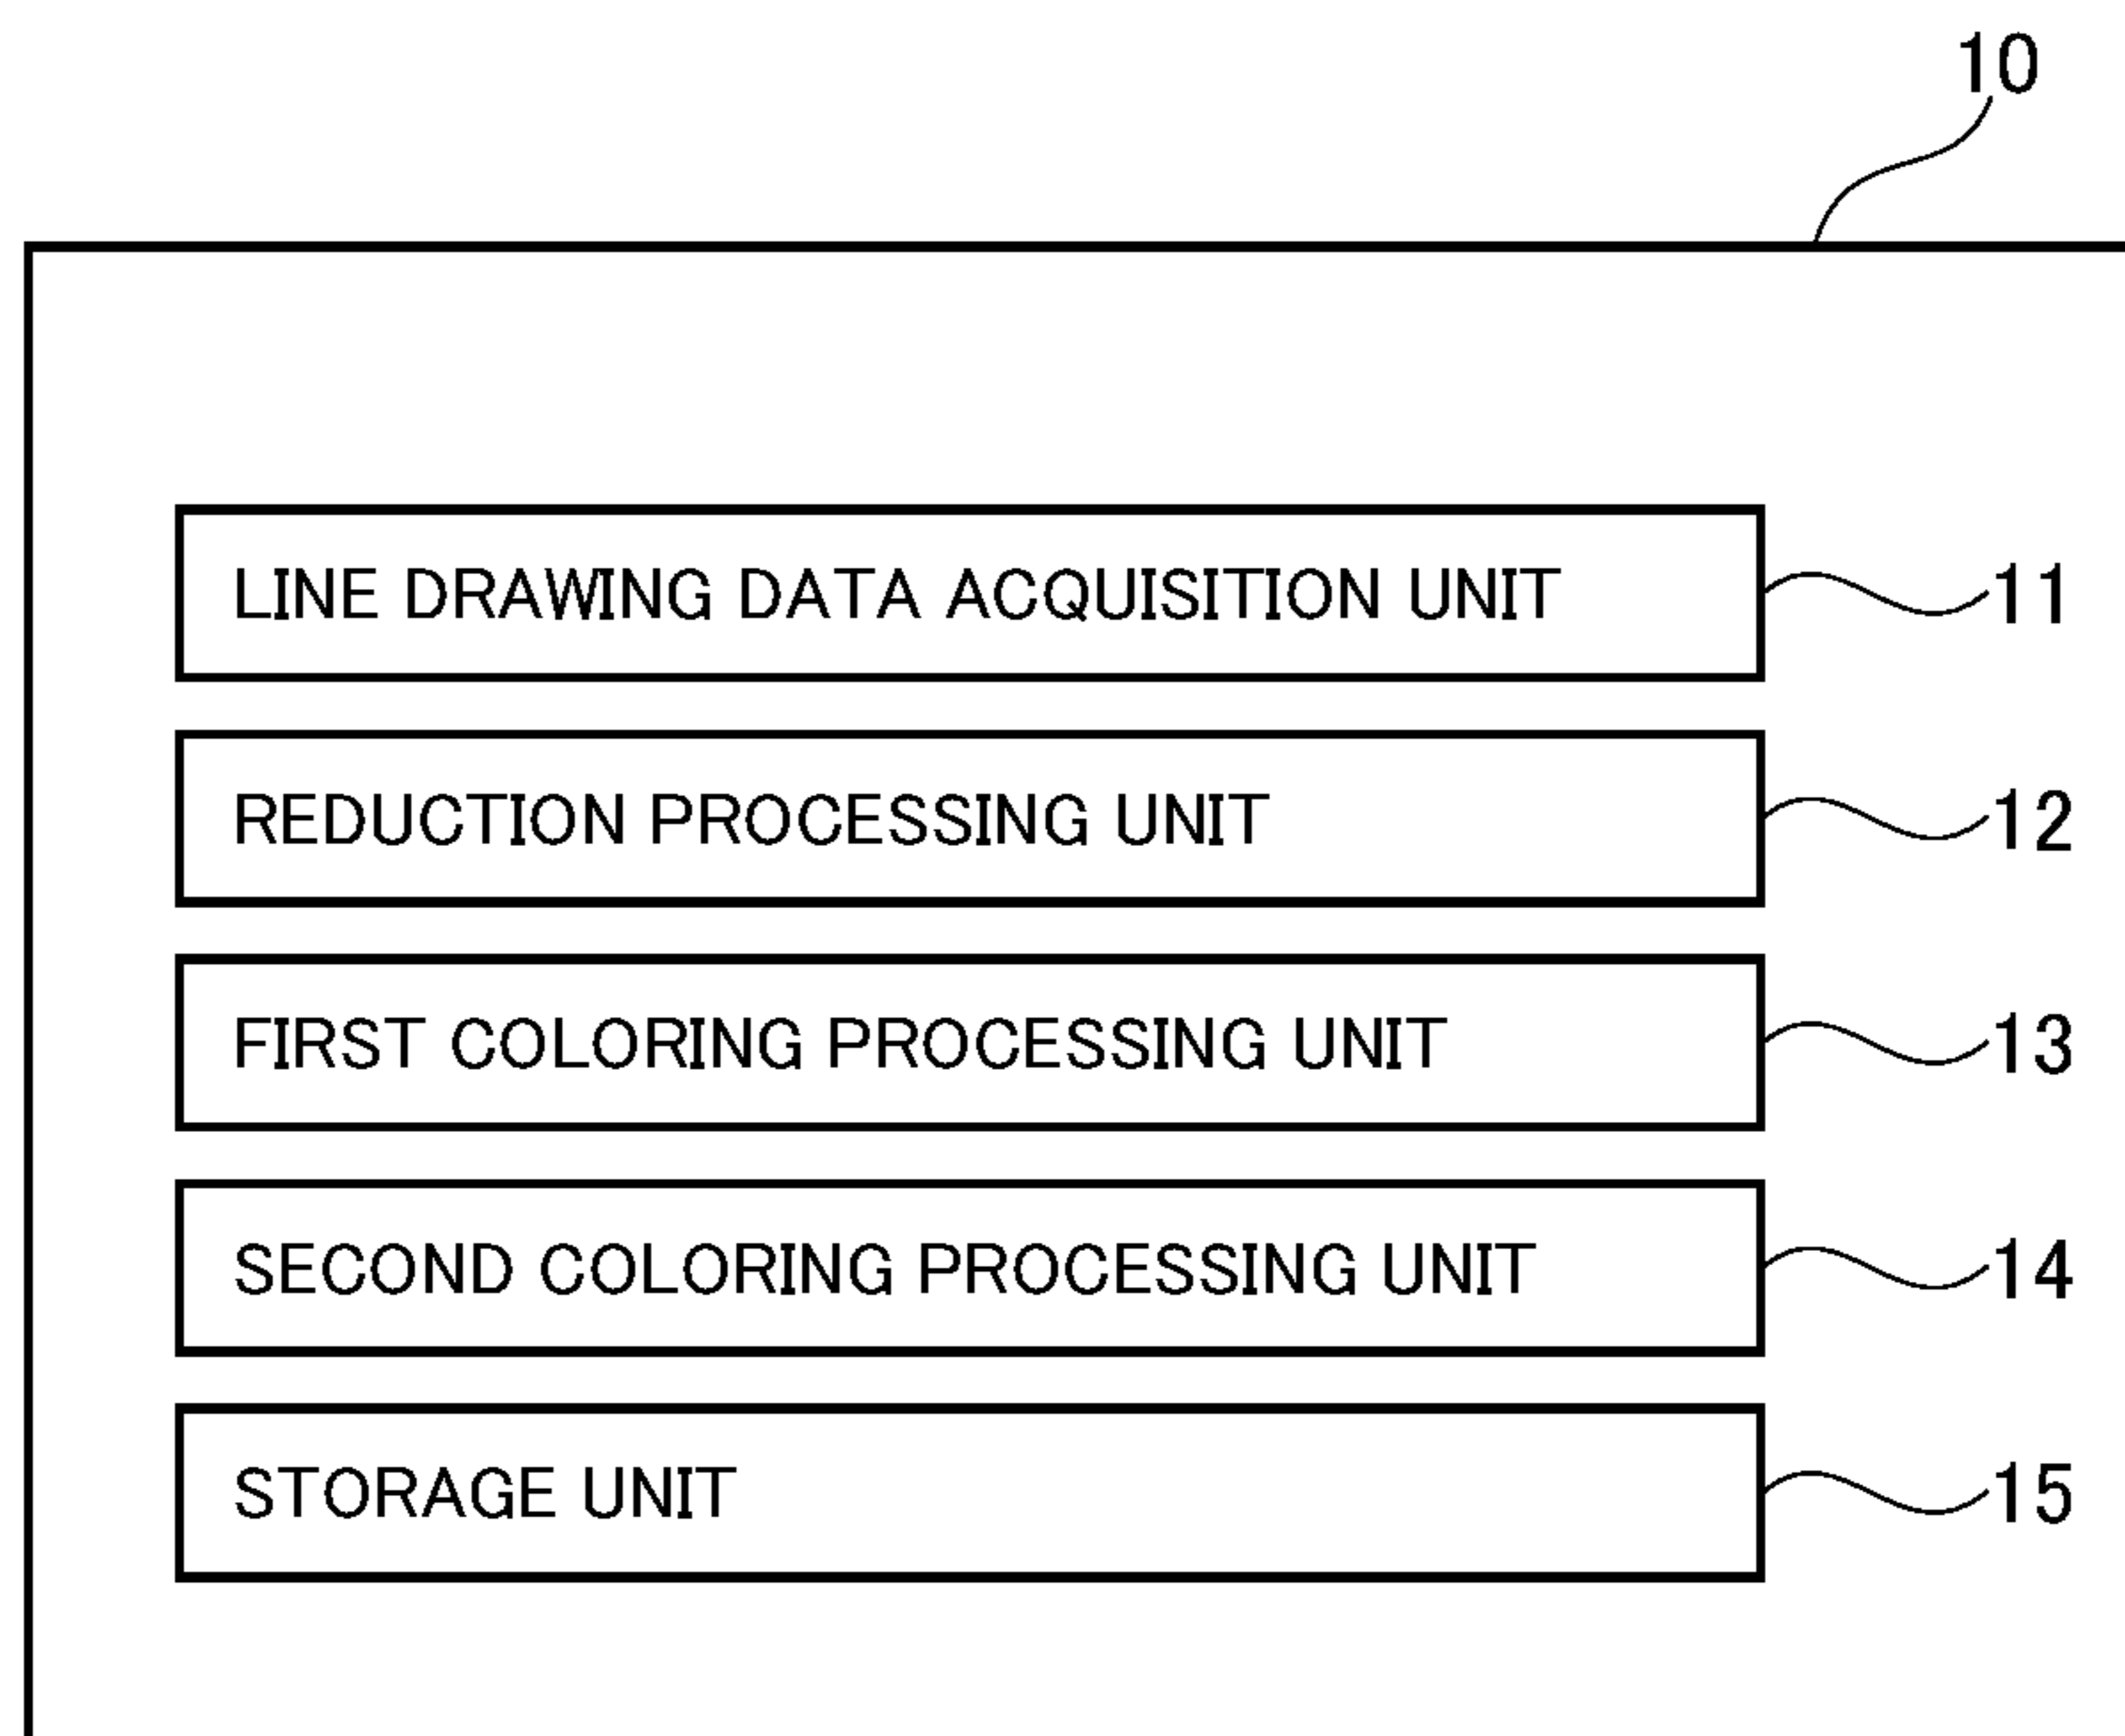 10
LINE DRAWING DATA ACQUISITION UNIT 11
REDUCTION PROCESSING UNIT 12
FIRST COLORING PROCESSING UNIT 13
SECOND COLORING PROCESSING UNIT 14
STORAGE UNIT 15